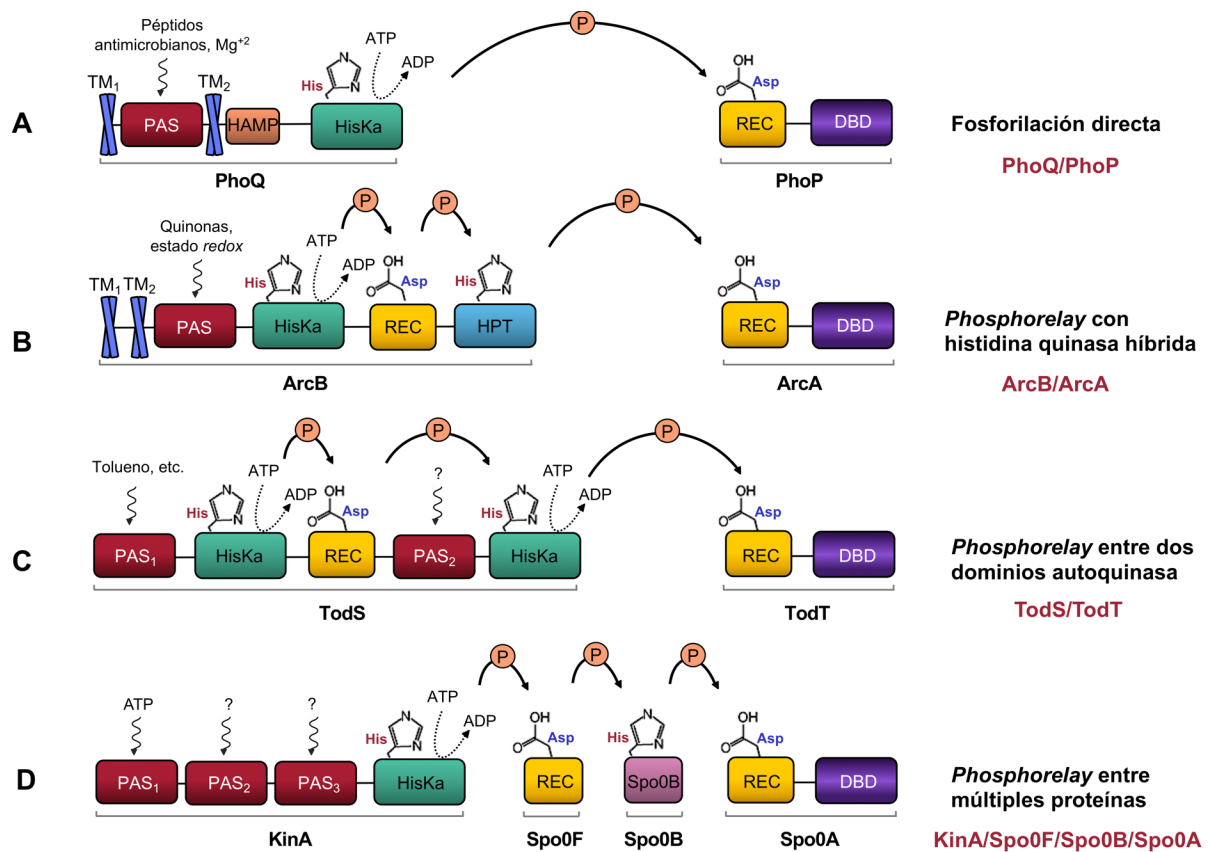 Péptidos
antimicrobianos, Mg+2
ATP
ADP
P
TM1
TM2
His
N
N
OH
O
Asp
A
PAS
HAMP
HisKa
REC
DBD
Fosforilación directa
PhoQ/PhoP
PhoQ
PhoP
P
P
P
Quinonas,
estado redox
ATP
ADP
TM1 TM2
His
N
N
OH
O
Asp
His
N
N
OH
O
Asp
B
PAS
HisKa
REC
HPT
REC
DBD
Phosphorelay con
histidina quinasa híbrida
ArcB/ArcA
ArcB
ArcA
P
P
P
Tolueno, etc.
ATP
ADP
?
ATP
ADP
His
N
N
OH
O
Asp
His
N
N
OH
O
Asp
C
PAS1
HisKa
REC
PAS2
HisKa
REC
DBD
Phosphorelay entre dos
dominios autoquinasa
TodS/TodT
TodS
TodT
P
P
P
ATP
?
?
ATP
ADP
His
N
N
OH
O
Asp
His
N
N
OH
O
Asp
D
PAS1
PAS2
PAS3
HisKa
REC
Spo0B
REC
DBD
Phosphorelay entre
múltiples proteínas
KinA/Spo0F/Spo0B/Spo0A
KinA
Spo0F
Spo0B
Spo0A